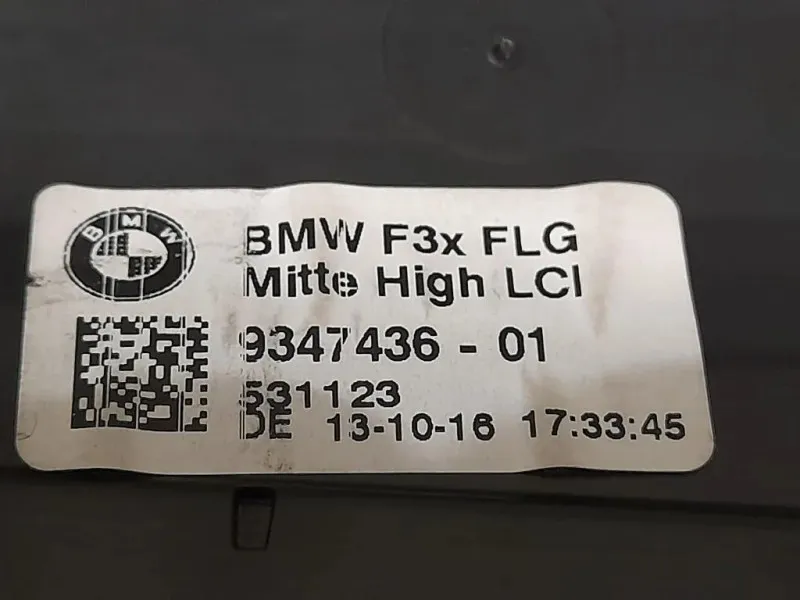 BMW
BMW F3x FLG
Mitte High LCI
9347436 - 01
531123
DE 13-10-16 17:33:45